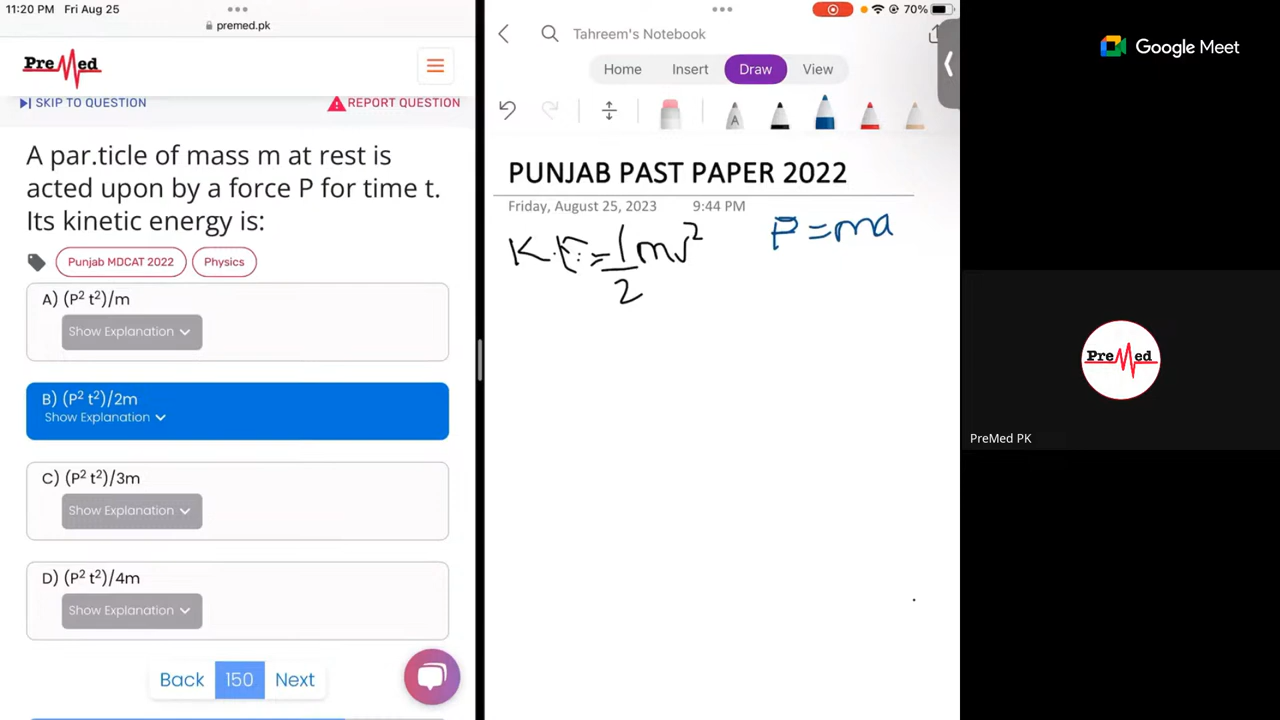 11:20 PM Fri Aug 25
premed.pk
PreMed
SKIP TO QUESTION
REPORT QUESTION
A par.ticle of mass m at rest is
acted upon by a force P for time t.
Its kinetic energy is:
Punjab MDCAT 2022
Physics
A) (P² t²)/m
Show Explanation
B) (P² t²)/2m
Show Explanation
C) (P² t²)/3m
Show Explanation
D) (P² t²)/4m
Show Explanation
Back 150 Next
70%
Tahreem's Notebook
Home Insert Draw View
A
PUNJAB PAST PAPER 2022
Friday, August 25, 2023 9:44 PM
K.E = 1/2 mv²
P = ma
Google Meet
PreMed
PreMed PK